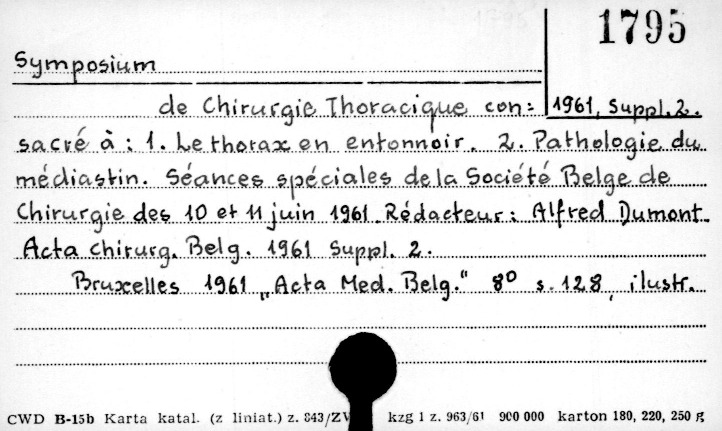 1795
Symposium
de Chirurgie Thoracique con= 1961, Suppl. 2.
sacré à : 1. Le thorax en entonnoir. 2. Pathologie du
médiastin. Séances spéciales de la Société Belge de
Chirurgie des 10 et 11 juin 1961. Rédacteur: Alfred Dumont.
Acta Chirurg. Belg. 1961 Suppl. 2.
Bruxelles 1961 „Acta Med. Belg." 8º s. 128, ilustr.
CWD B-15b Karta katal. (z liniat.) z. 843/ZV kzg 1 z. 963/61 900 000 karton 180, 220, 250 g